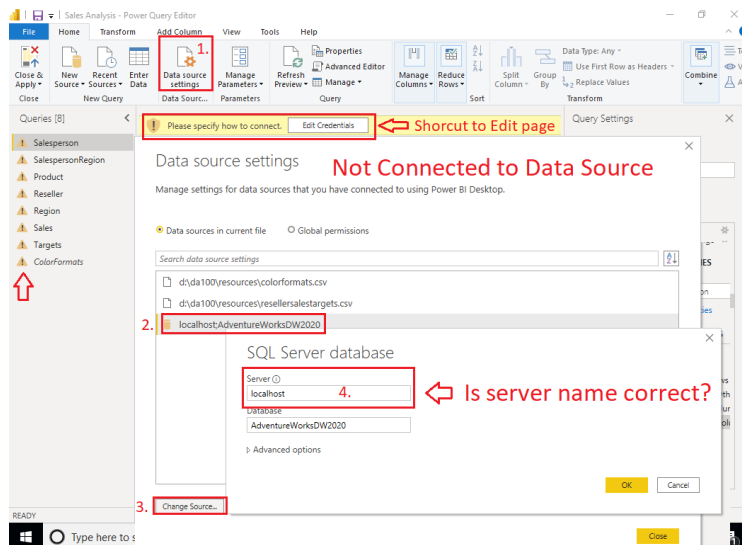 Sales Analysis - Power Query Editor
File Home Transform Add Column View Tools Help
1.
Close & Apply
New Source
Recent Sources
Enter Data
Data source settings
Manage Parameters
Refresh Preview
Properties
Advanced Editor
Manage
Manage Columns
Reduce Rows
Split Column
Group By
Data Type: Any
Use First Row as Headers
Replace Values
Combine
Close
New Query
Data Sourc...
Parameters
Query
Sort
Transform
Queries [8]
Please specify how to connect.
Edit Credentials
Shorcut to Edit page
Query Settings
Salesperson
SalespersonRegion
Product
Reseller
Region
Sales
Targets
ColorFormats
Data source settings
Not Connected to Data Source
Manage settings for data sources that you have connected to using Power BI Desktop.
Data sources in current file
Global permissions
Search data source settings
d:\da100\resources\colorformats.csv
d:\da100\resources\resellersalestargets.csv
2.
localhost;AdventureWorksDW2020
SQL Server database
Server
localhost
4.
Is server name correct?
Database
AdventureWorksDW2020
Advanced options
OK
Cancel
3.
Change Source...
READY
Type here to s
Close